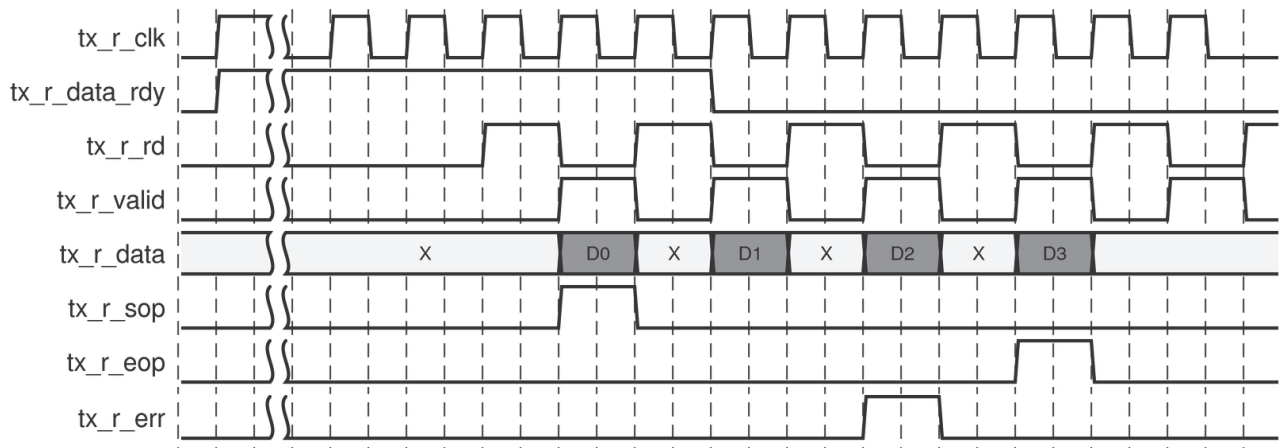 tx_r_clk
tx_r_data_rdy
tx_r_rd
tx_r_valid
tx_r_data X D0 X D1 X D2 X D3
tx_r_sop
tx_r_eop
tx_r_err